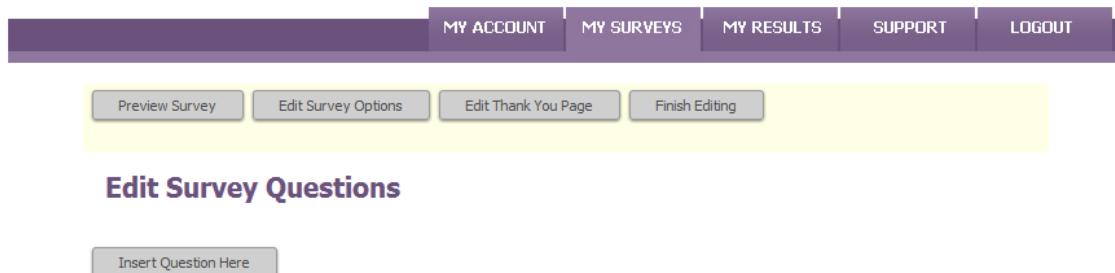 MY ACCOUNT MY SURVEYS MY RESULTS SUPPORT LOGOUT
Preview Survey Edit Survey Options Edit Thank You Page Finish Editing
Edit Survey Questions
Insert Question Here